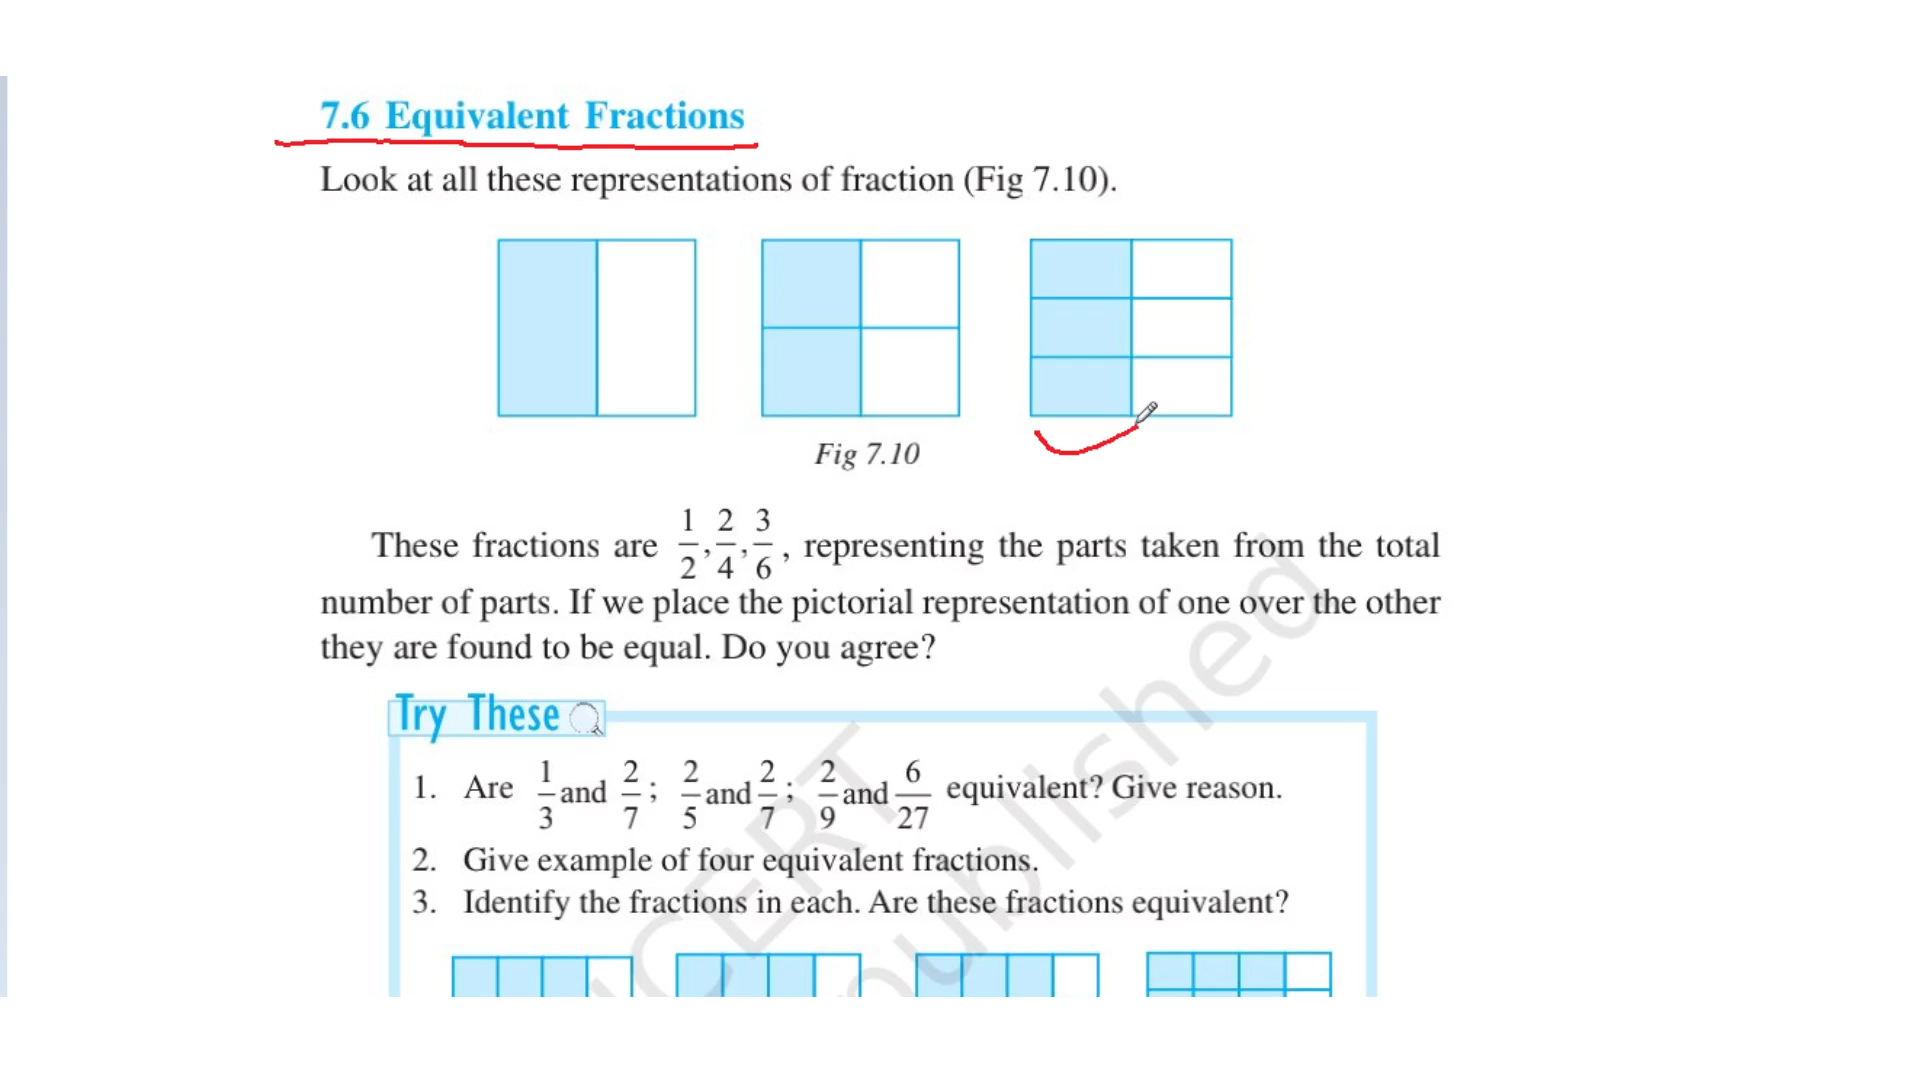 7.6 Equivalent Fractions
Look at all these representations of fraction (Fig 7.10).
Fig 7.10
These fractions are 1/2, 2/4, 3/6, representing the parts taken from the total
number of parts. If we place the pictorial representation of one over the other
they are found to be equal. Do you agree?
Try These
1. Are 1/3 and 2/7; 2/5 and 2/7; 2/9 and 6/27 equivalent? Give reason.
2. Give example of four equivalent fractions.
3. Identify the fractions in each. Are these fractions equivalent?